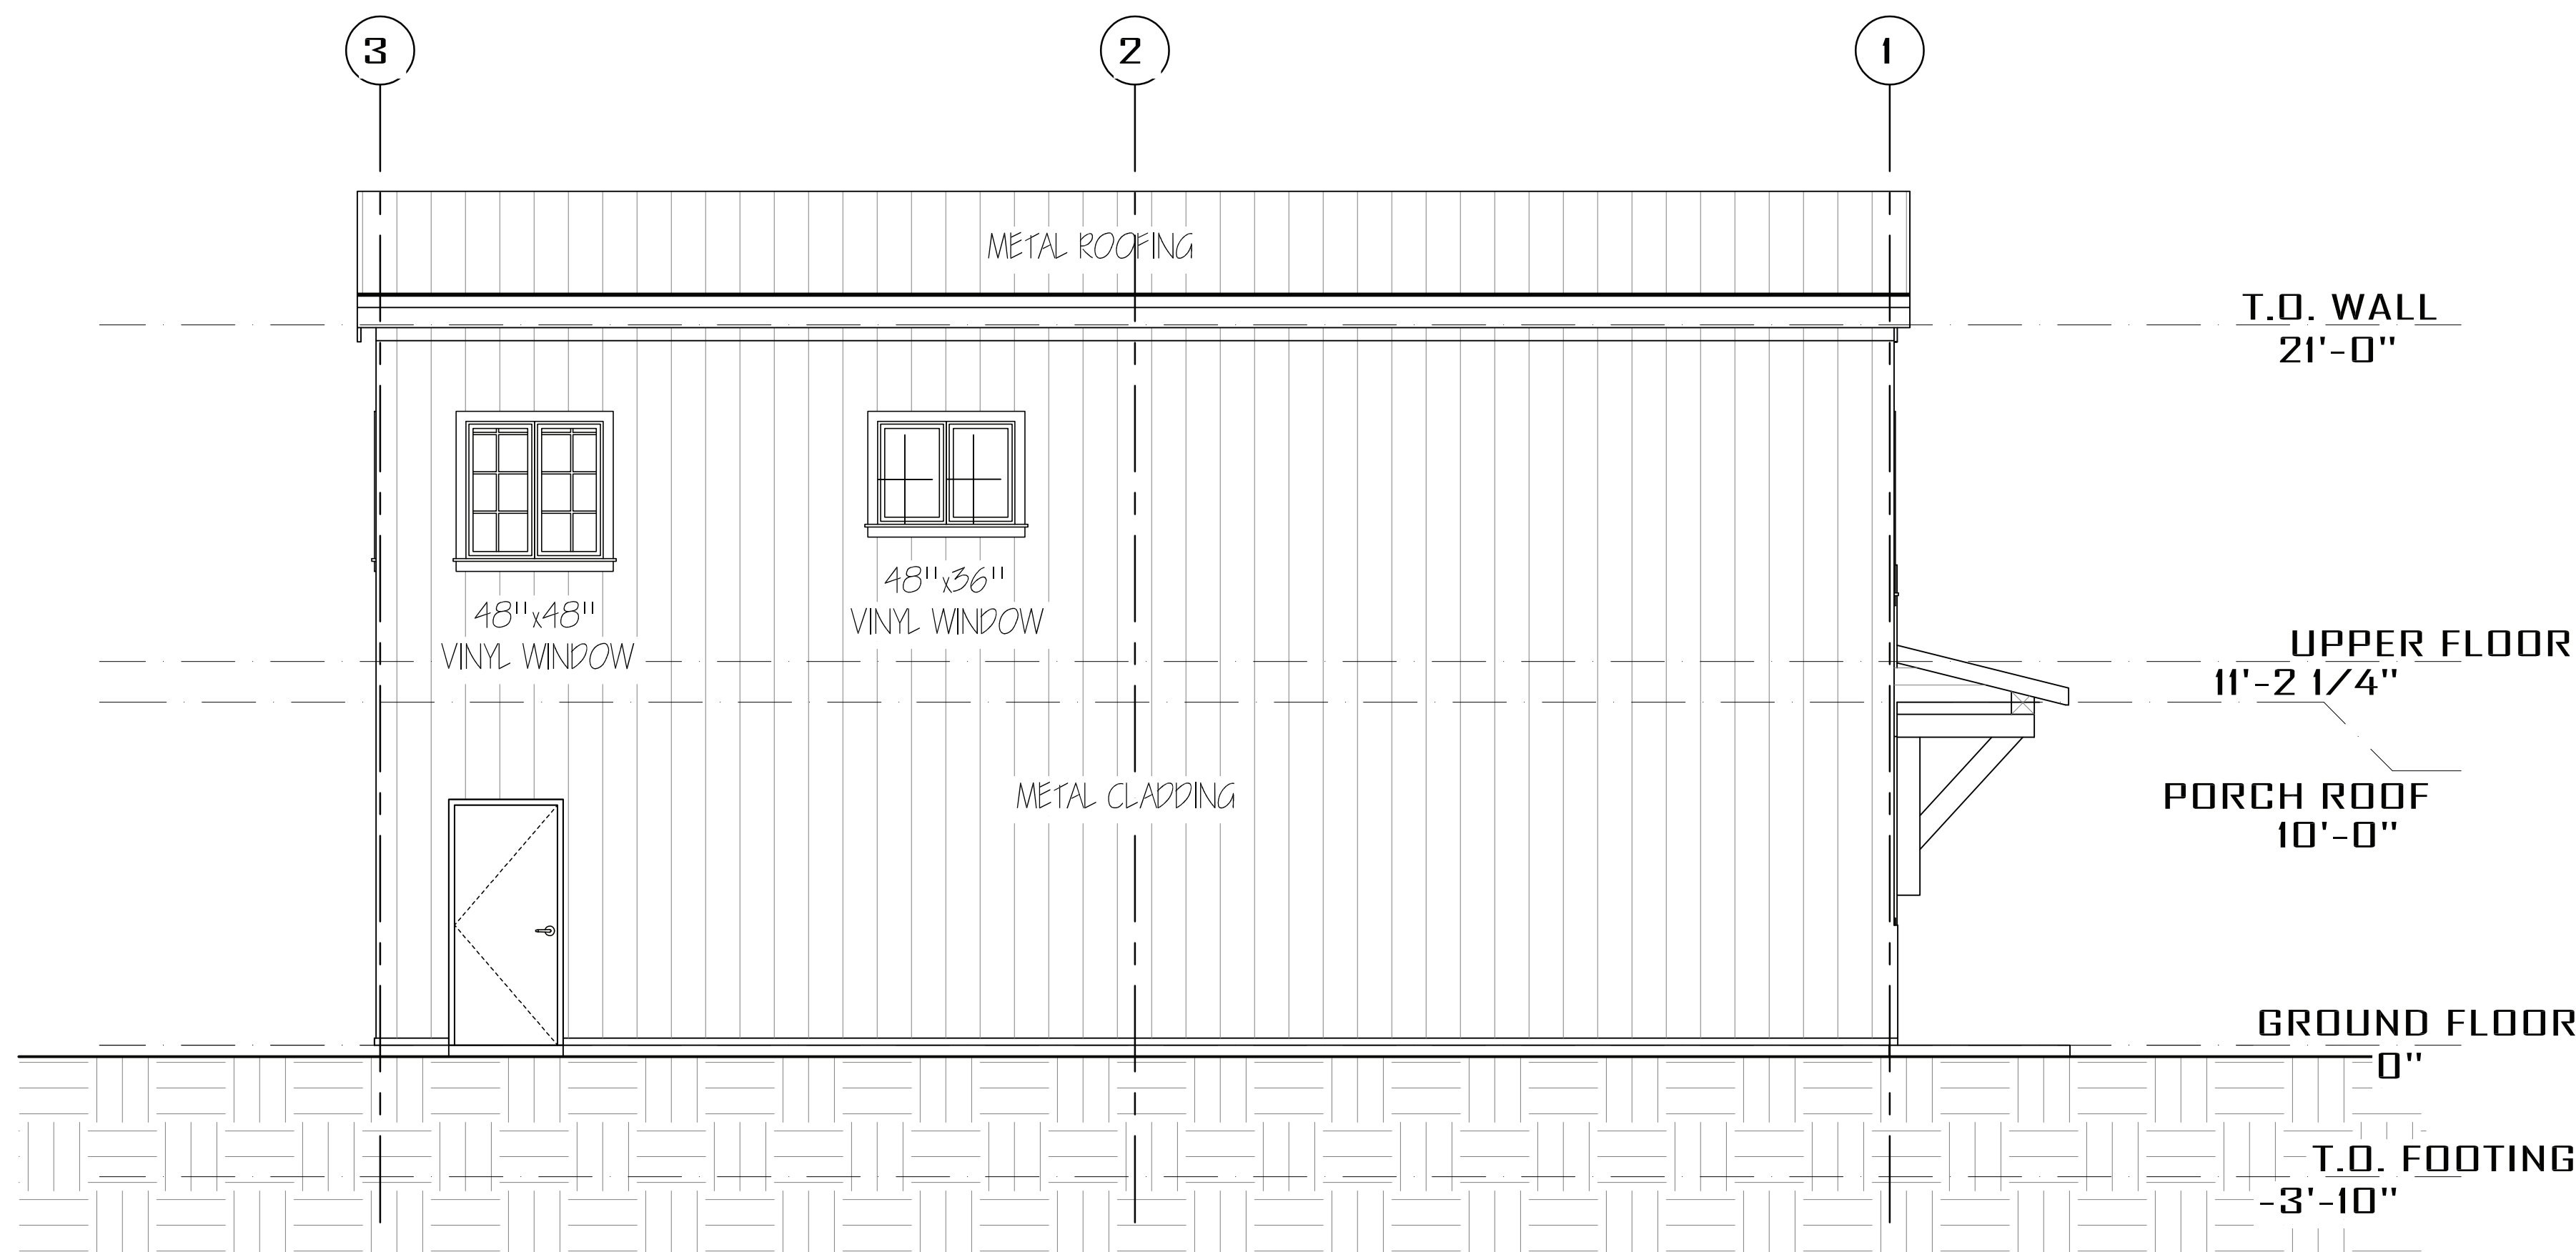 3
2
1
METAL ROOFING
T.O. WALL
21'-0"
48"x48"
VINYL WINDOW
48"x36"
VINYL WINDOW
UPPER FLOOR
11'-2 1/4"
METAL CLADDING
PORCH ROOF
10'-0"
GROUND FLOOR
0"
T.O. FOOTING
-3'-10"